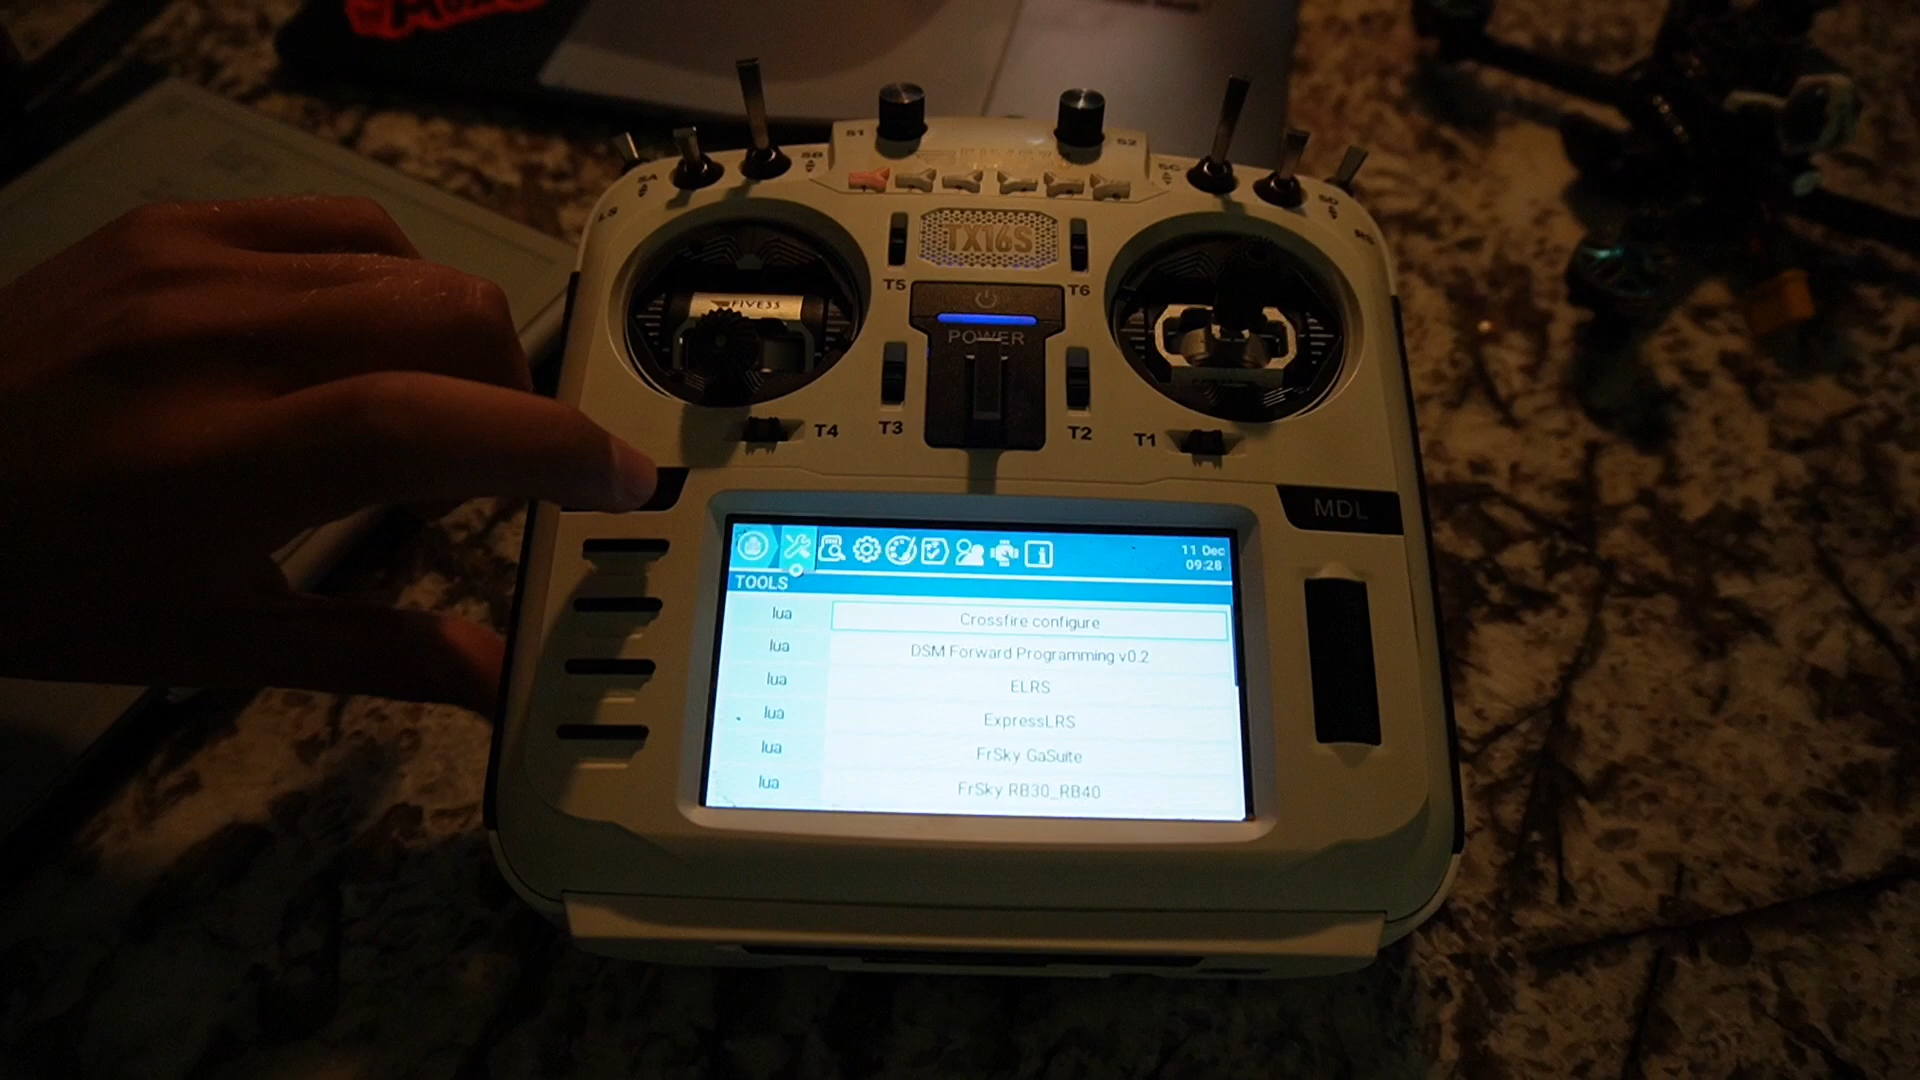 S1
S2
SB
SC
SA
SD
LS
TX16S
T5
T6
FIVE33
POWER
T4
T3
T2
T1
MDL
11 Dec
09:28
TOOLS
lua Crossfire configure
lua DSM Forward Programming v0.2
lua ELRS
lua ExpressLRS
lua FrSky GaSuite
lua FrSky RB30_RB40